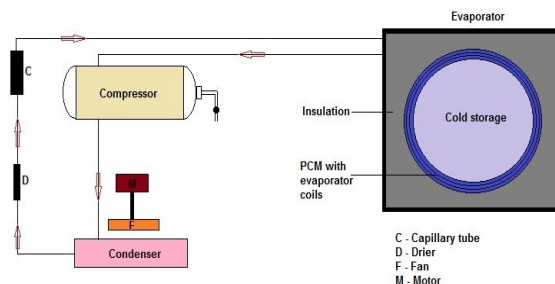 Evaporator
C
Compressor
Insulation
Cold storage
D
M
PCM with
evaporator
coils
F
Condenser
C - Capillary tube
D - Drier
F - Fan
M - Motor